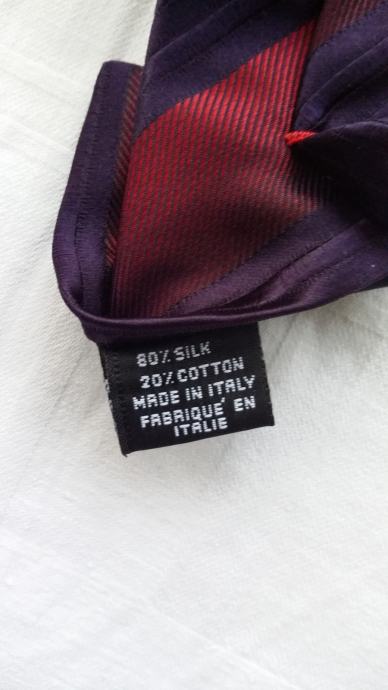 80% SILK
20% COTTON
MADE IN ITALY
FABRIQUÉ EN
ITALIE